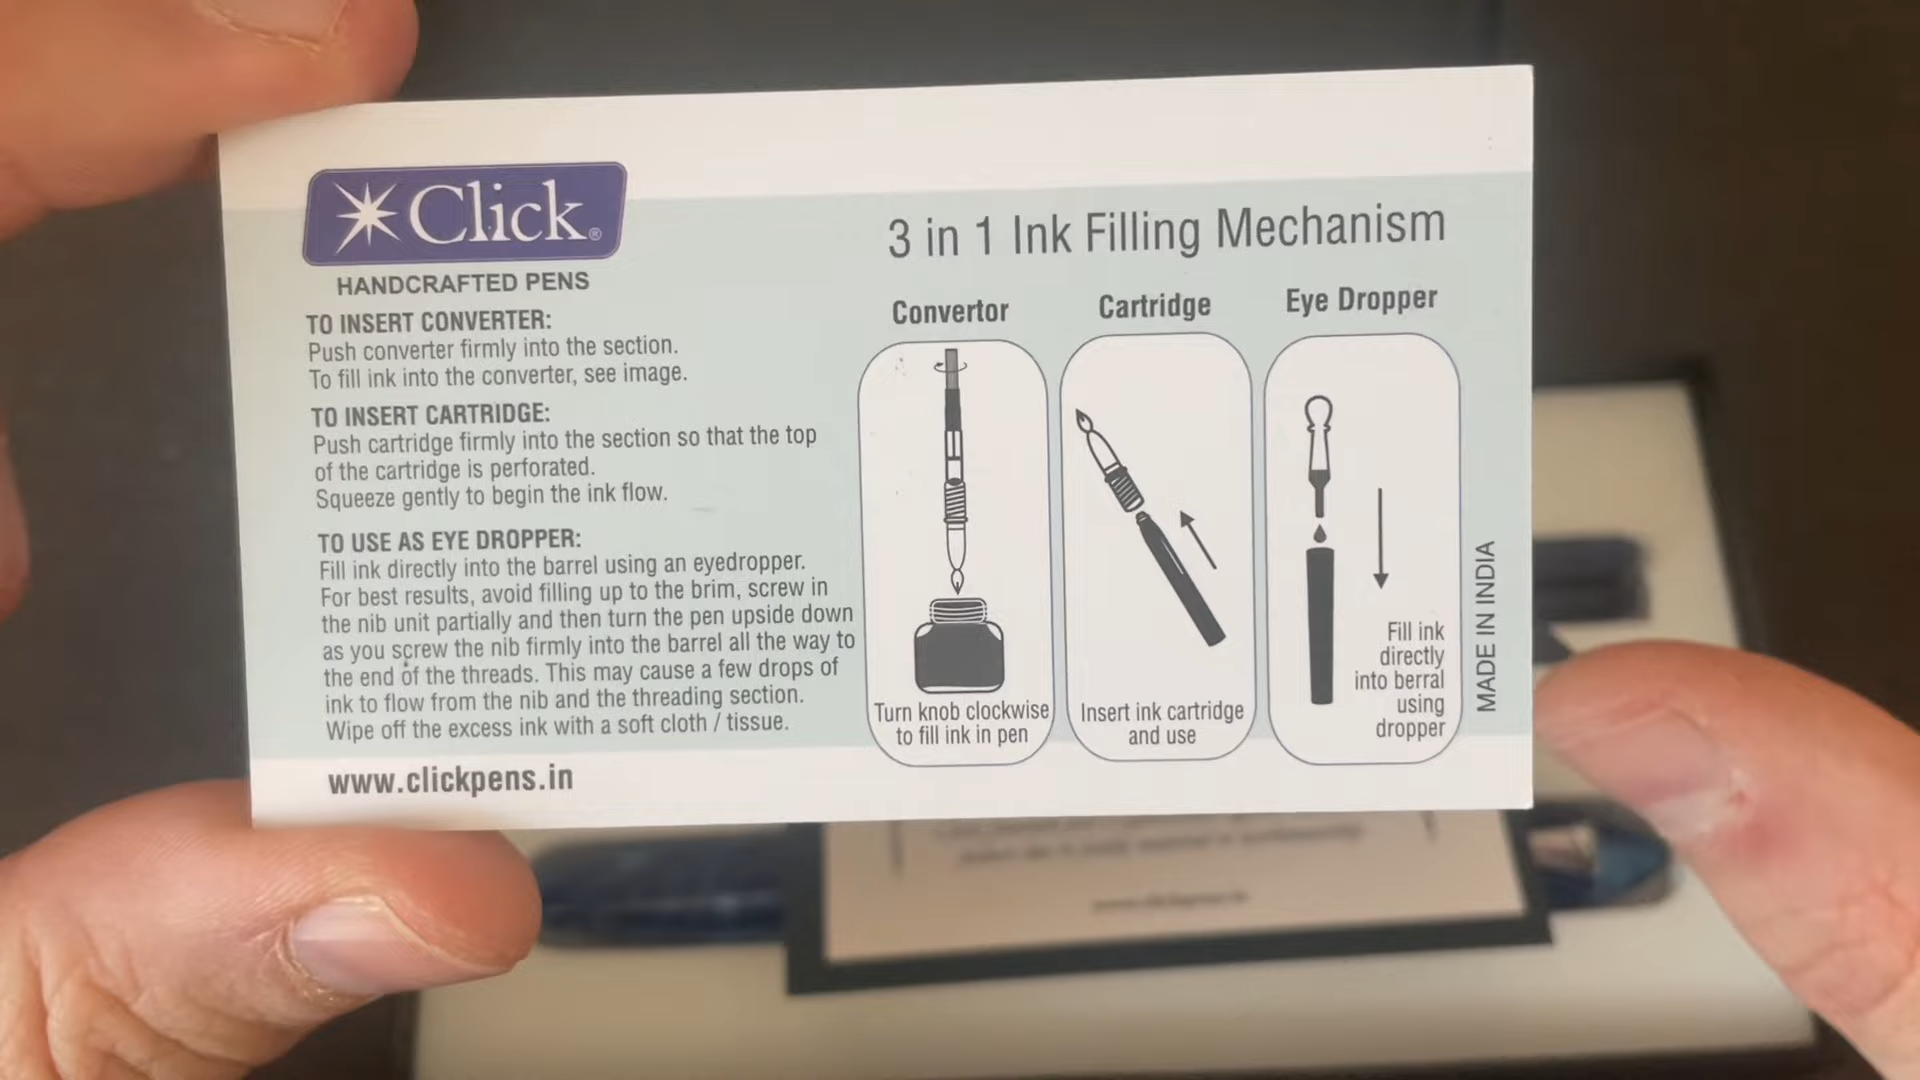 Click®
HANDCRAFTED PENS
TO INSERT CONVERTER:
Push converter firmly into the section.
To fill ink into the converter, see image.
TO INSERT CARTRIDGE:
Push cartridge firmly into the section so that the top
of the cartridge is perforated.
Squeeze gently to begin the ink flow.
TO USE AS EYE DROPPER:
Fill ink directly into the barrel using an eyedropper.
For best results, avoid filling up to the brim, screw in
the nib unit partially and then turn the pen upside down
as you screw the nib firmly into the barrel all the way to
the end of the threads. This may cause a few drops of
ink to flow from the nib and the threading section.
Wipe off the excess ink with a soft cloth / tissue.
www.clickpens.in
3 in 1 Ink Filling Mechanism
Convertor
Turn knob clockwise
to fill ink in pen
Cartridge
Insert ink cartridge
and use
Eye Dropper
Fill ink
directly
into berral
using
dropper
MADE IN INDIA